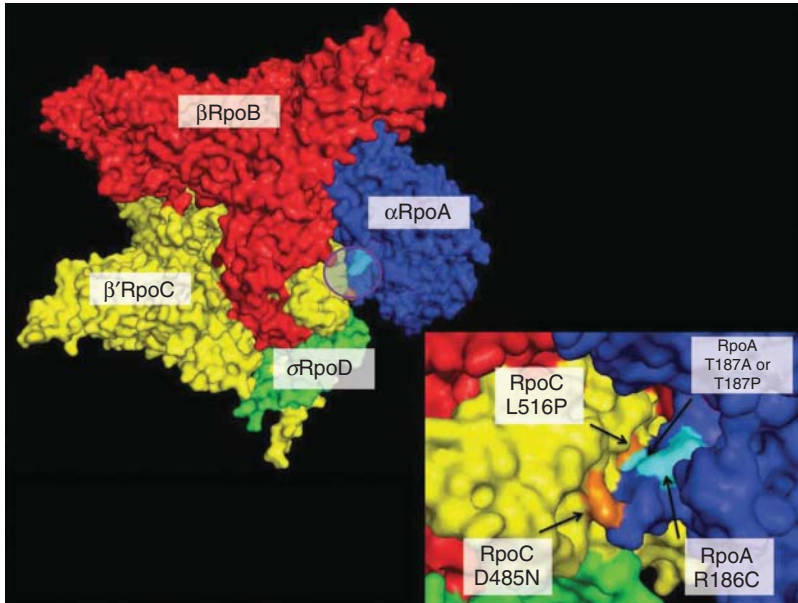 βRpoB
αRpoA
β′RpoC
σRpoD
RpoA
T187A or
T187P
RpoC
L516P
RpoC
D485N
RpoA
R186C